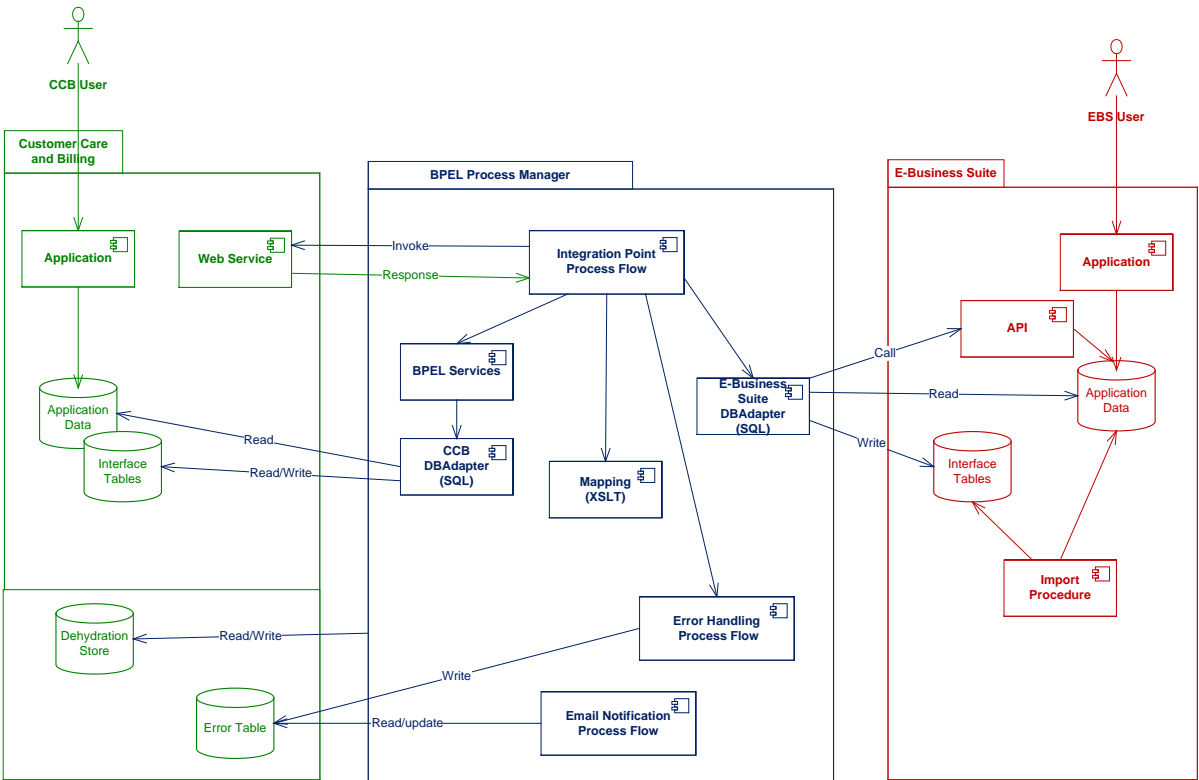 CCB User
EBS User
Customer Care
and Billing
BPEL Process Manager
E-Business Suite
Application
Web Service
Invoke
Response
Integration Point
Process Flow
Application
API
BPEL Services
Call
E-Business
Suite
DBAdapter
(SQL)
Read
Application
Data
Application
Data
Read
Write
Interface
Tables
Read/Write
CCB
DBAdapter
(SQL)
Mapping
(XSLT)
Interface
Tables
Import
Procedure
Dehydration
Store
Read/Write
Error Handling
Process Flow
Write
Error Table
Read/update
Email Notification
Process Flow